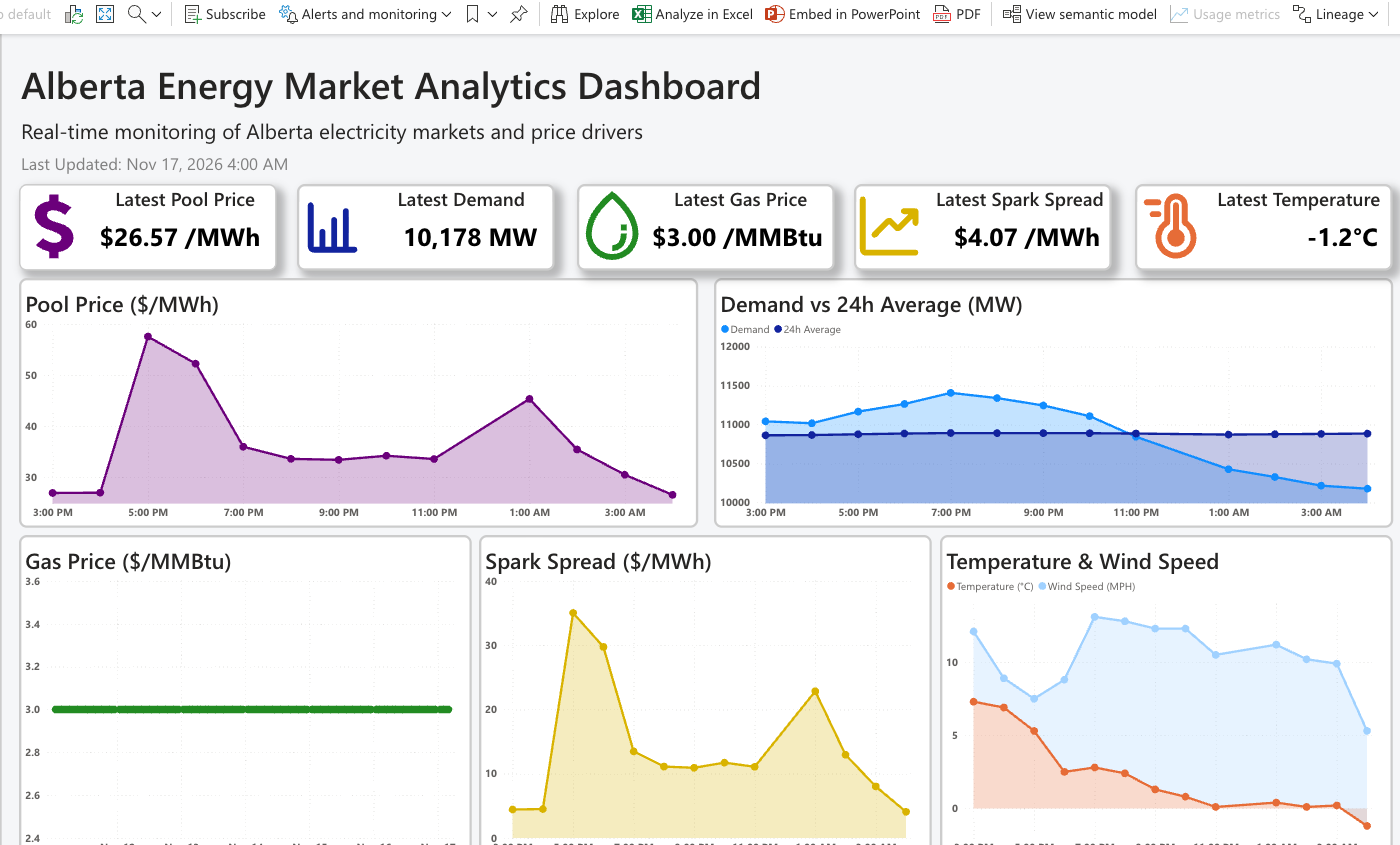 default Subscribe Alerts and monitoring Explore Analyze in Excel Embed in PowerPoint PDF View semantic model Usage metrics Lineage
Alberta Energy Market Analytics Dashboard
Real-time monitoring of Alberta electricity markets and price drivers
Last Updated: Nov 17, 2026 4:00 AM
Latest Pool Price
$26.57 /MWh
Latest Demand
10,178 MW
Latest Gas Price
$3.00 /MMBtu
Latest Spark Spread
$4.07 /MWh
Latest Temperature
-1.2°C
Pool Price ($/MWh)
60
50
40
30
3:00 PM 5:00 PM 7:00 PM 9:00 PM 11:00 PM 1:00 AM 3:00 AM
Demand vs 24h Average (MW)
Demand 24h Average
12000
11500
11000
10500
10000
3:00 PM 5:00 PM 7:00 PM 9:00 PM 11:00 PM 1:00 AM 3:00 AM
Gas Price ($/MMBtu)
3.6
3.4
3.2
3.0
2.8
2.6
2.4
Spark Spread ($/MWh)
40
30
20
10
0
Temperature & Wind Speed
Temperature (°C) Wind Speed (MPH)
10
5
0